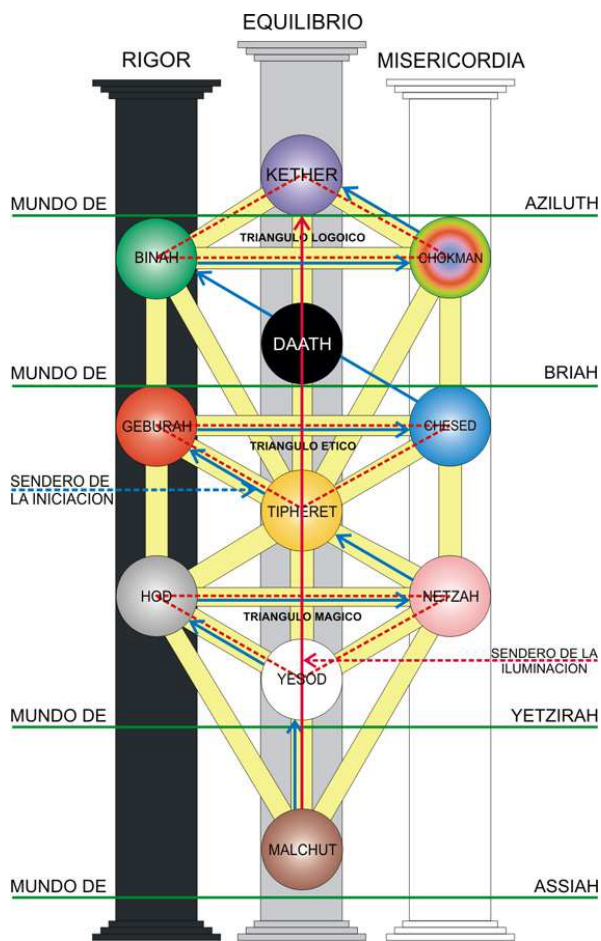 EQUILIBRIO
RIGOR
MISERICORDIA
KETHER
MUNDO DE
AZILUTH
TRIANGULO LOGOICO
BINAH
CHOKMAN
DAATH
MUNDO DE
BRIAH
GEBURAH
CHESED
TRIANGULO ETICO
SENDERO DE
LA INICIACION
TIPHERET
HOD
NETZAH
TRIANGULO MAGICO
SENDERO DE LA
ILUMINACION
YESOD
MUNDO DE
YETZIRAH
MALCHUT
MUNDO DE
ASSIAH